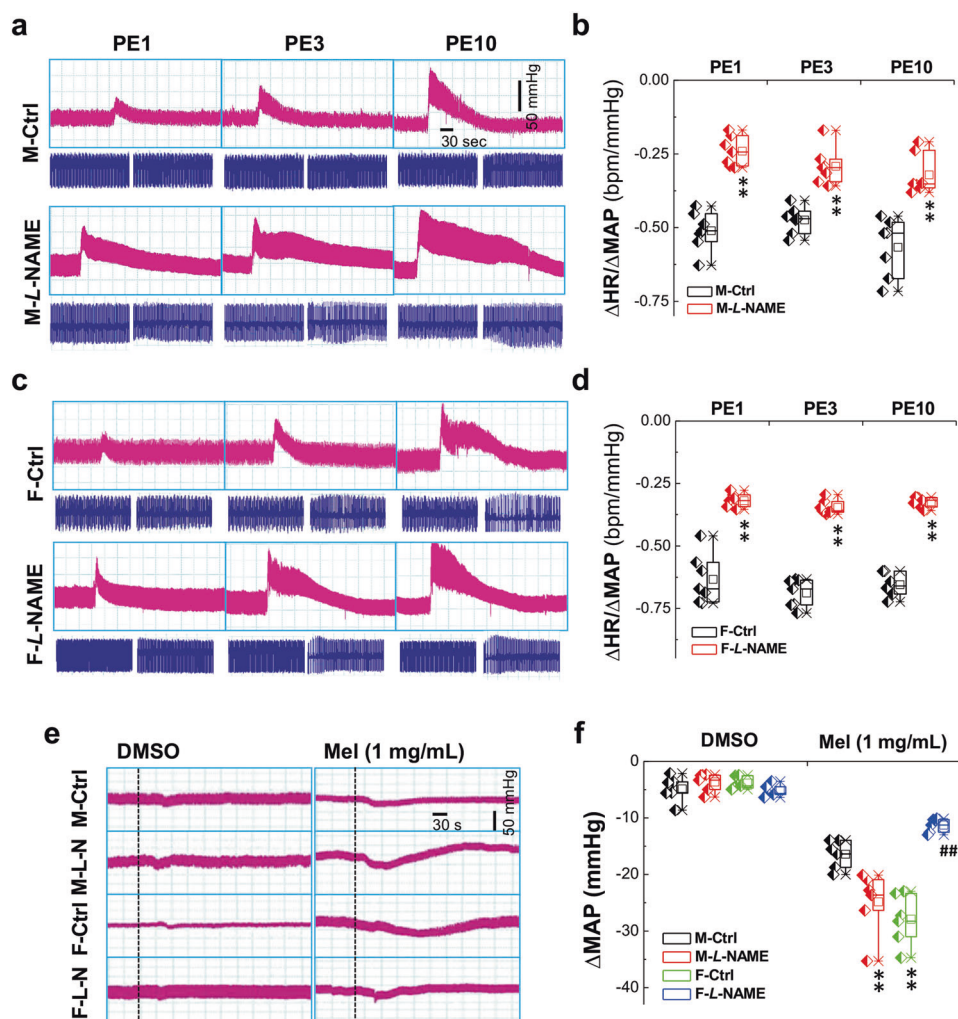 a
PE1 PE3 PE10
M-Ctrl
50 mmHg
30 sec
M-L-NAME
b
PE1 PE3 PE10
0.00
-0.25
-0.50
-0.75
ΔHR/ΔMAP (bpm/mmHg)
**
**
**
M-Ctrl
M-L-NAME
c
F-Ctrl
F-L-NAME
d
PE1 PE3 PE10
0.00
-0.25
-0.50
-0.75
ΔHR/ΔMAP (bpm/mmHg)
**
**
**
F-Ctrl
F-L-NAME
e
DMSO Mel (1 mg/mL)
M-Ctrl
30 s
50 mmHg
M-L-N
F-Ctrl
F-L-N
f
DMSO Mel (1 mg/mL)
0
-10
-20
-30
-40
ΔMAP (mmHg)
##
**
**
M-Ctrl
M-L-NAME
F-Ctrl
F-L-NAME